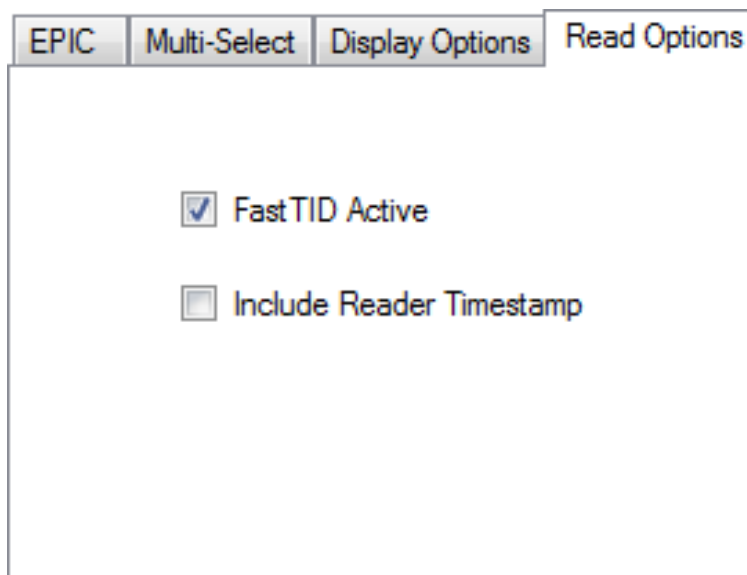 EPIC Multi-Select Display Options Read Options
FastTID Active
Include Reader Timestamp